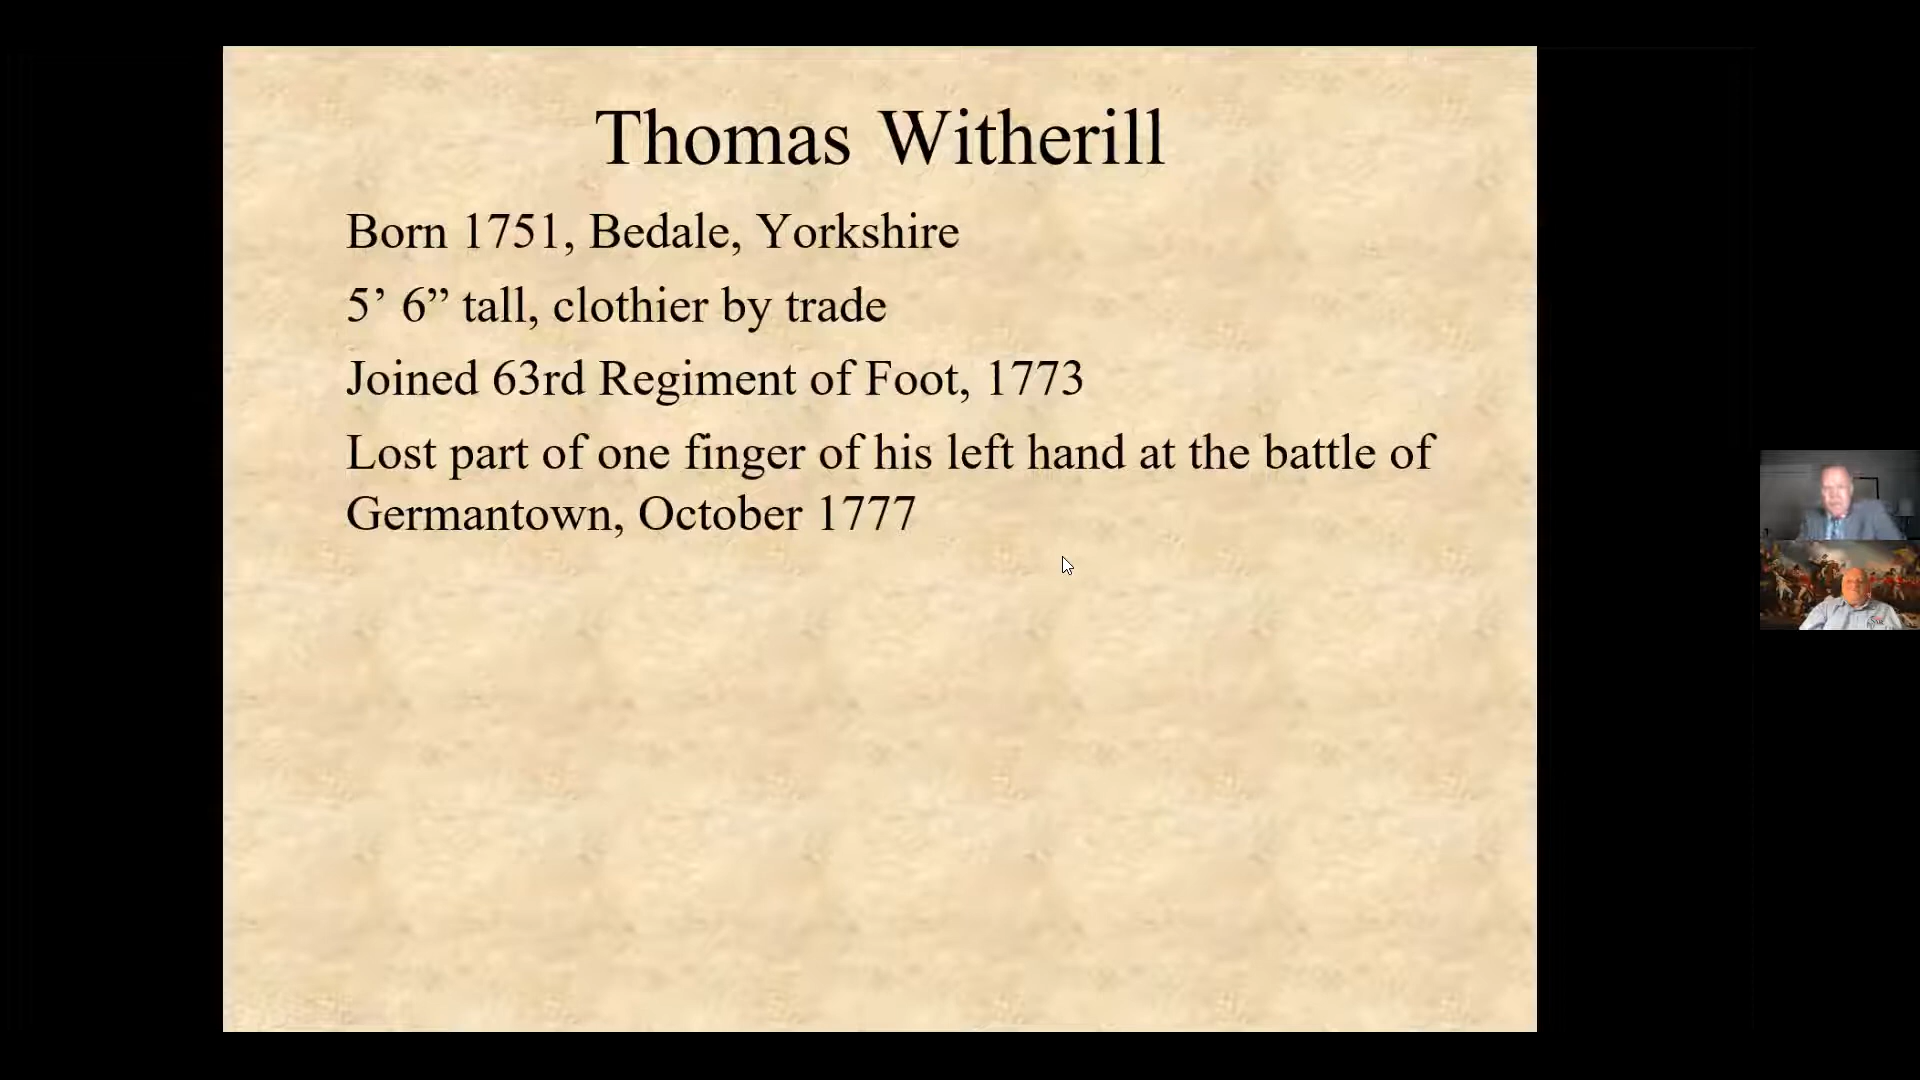 Thomas Witherill
Born 1751, Bedale, Yorkshire
5’ 6” tall, clothier by trade
Joined 63rd Regiment of Foot, 1773
Lost part of one finger of his left hand at the battle of
Germantown, October 1777